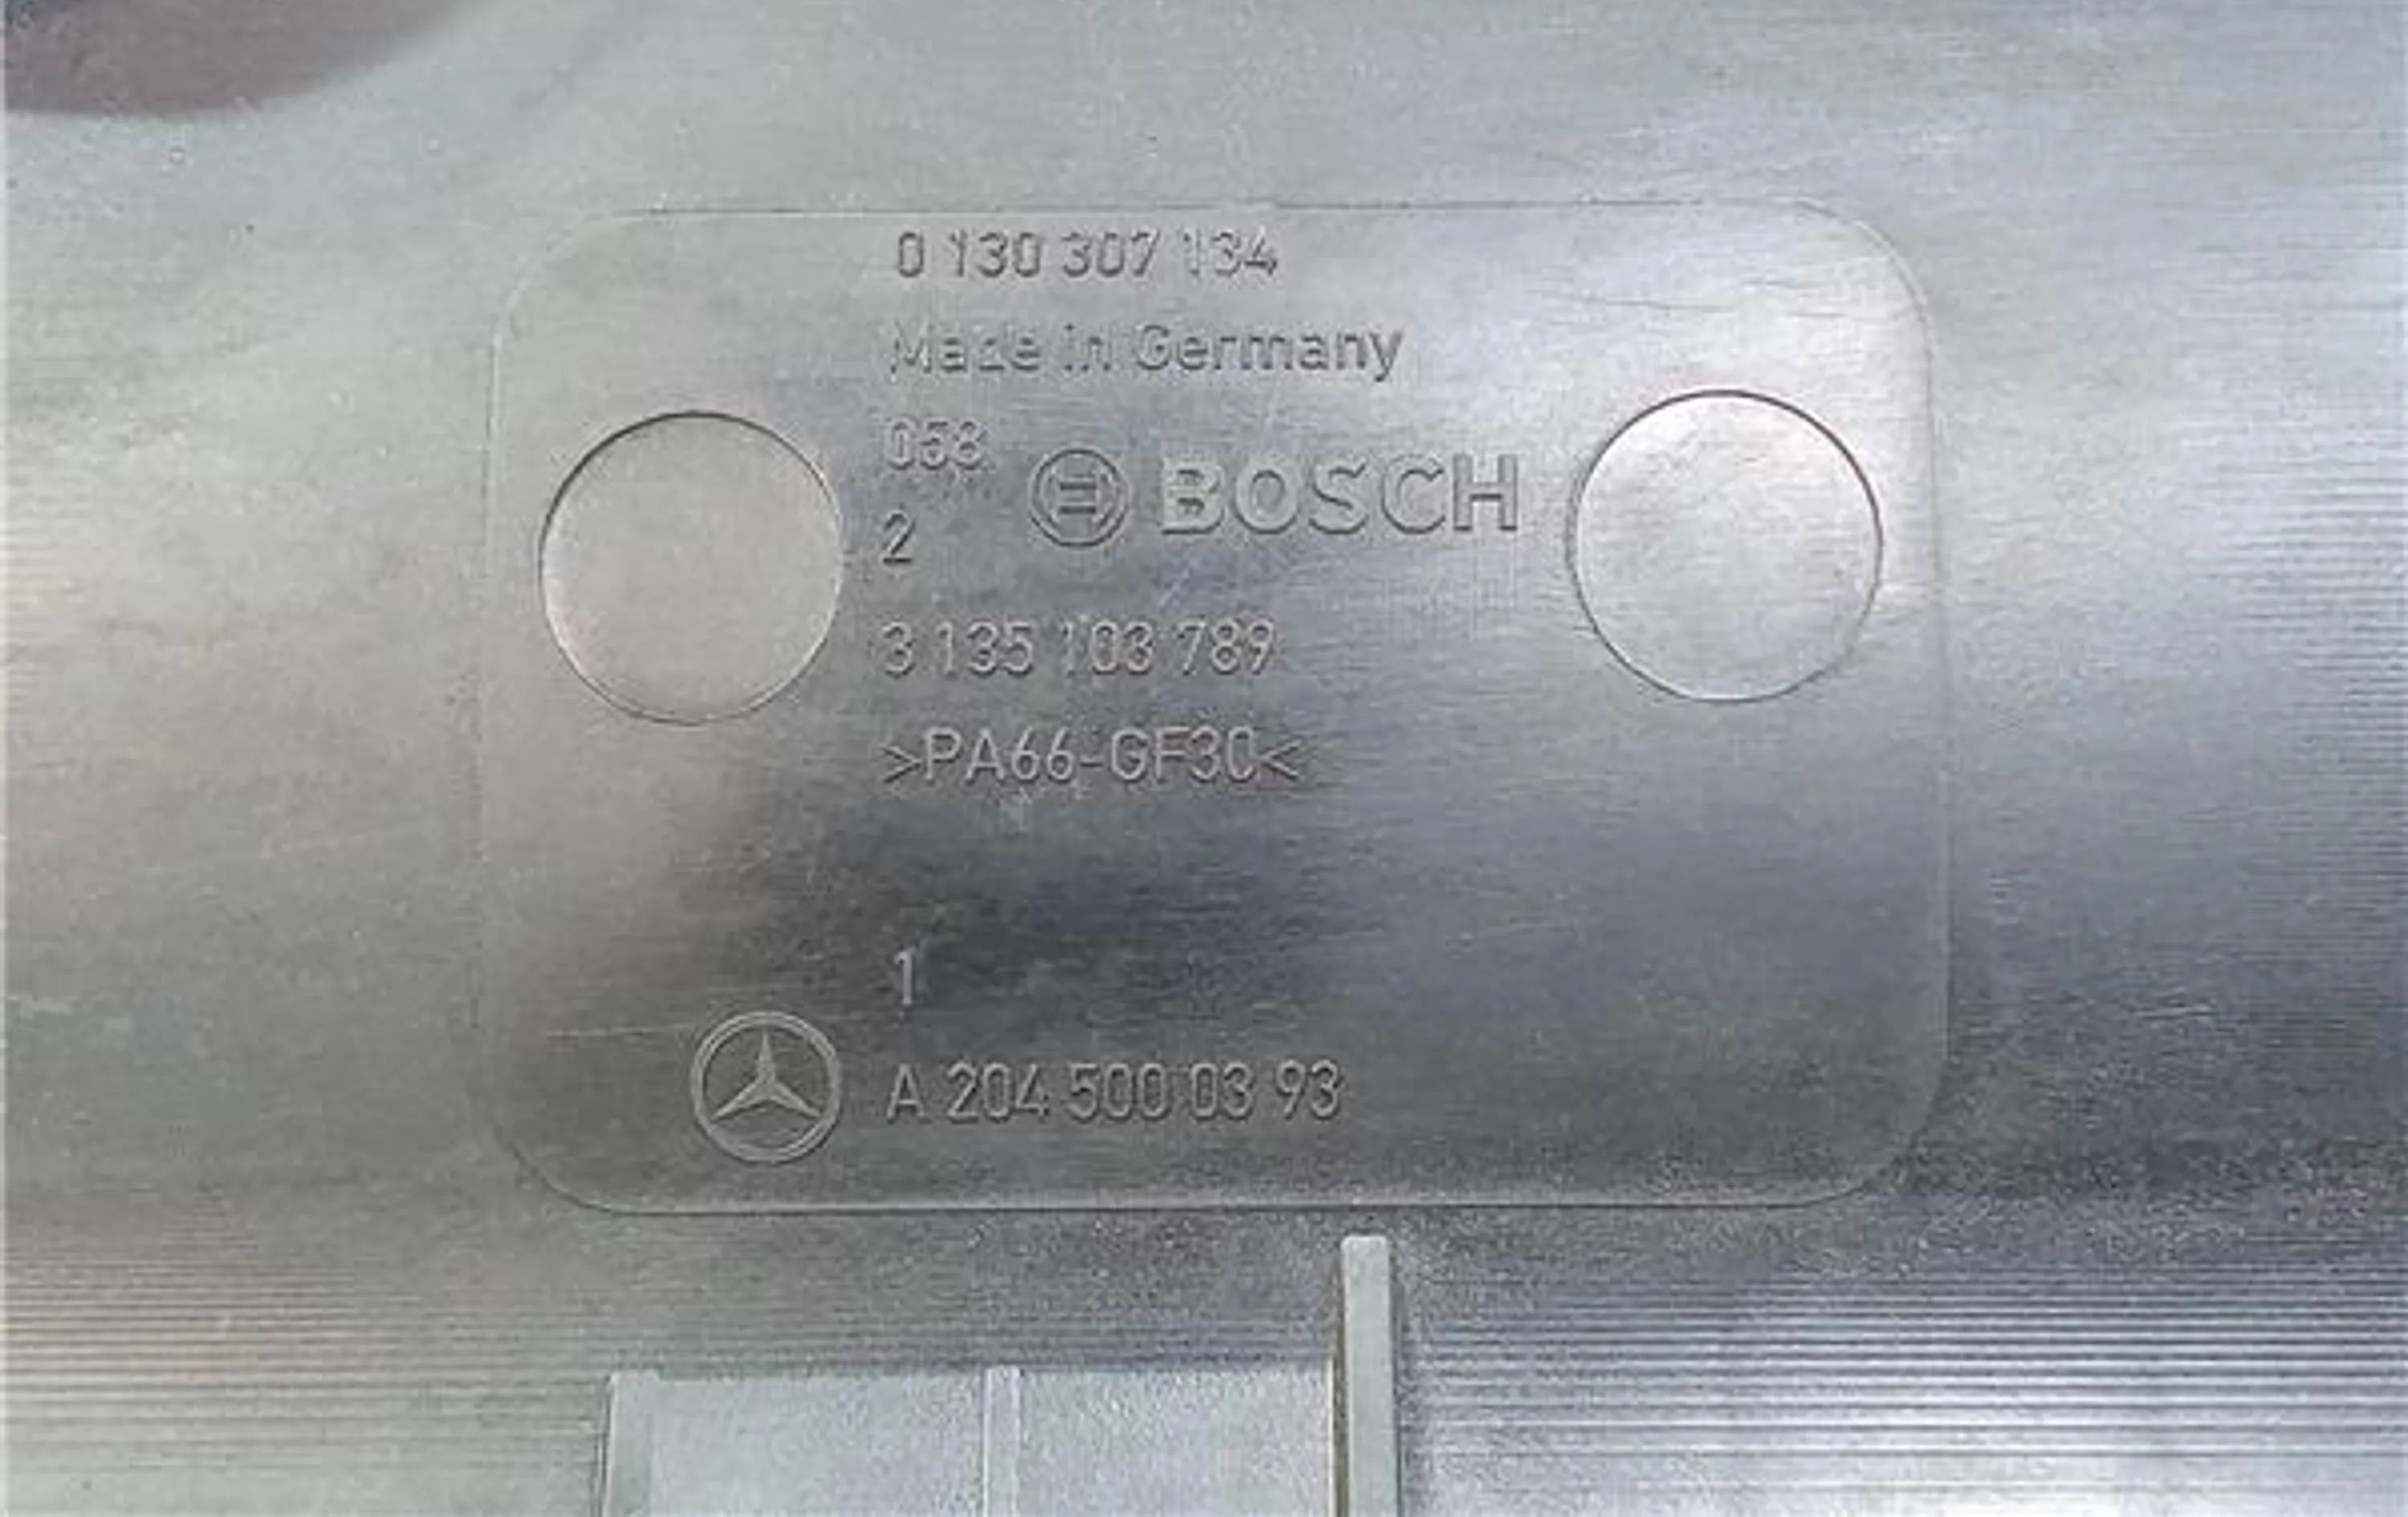 0 130 307 134
Made in Germany
058
BOSCH
2
3 135 103 789
>PA66-GF30<
1
A 204 500 03 93